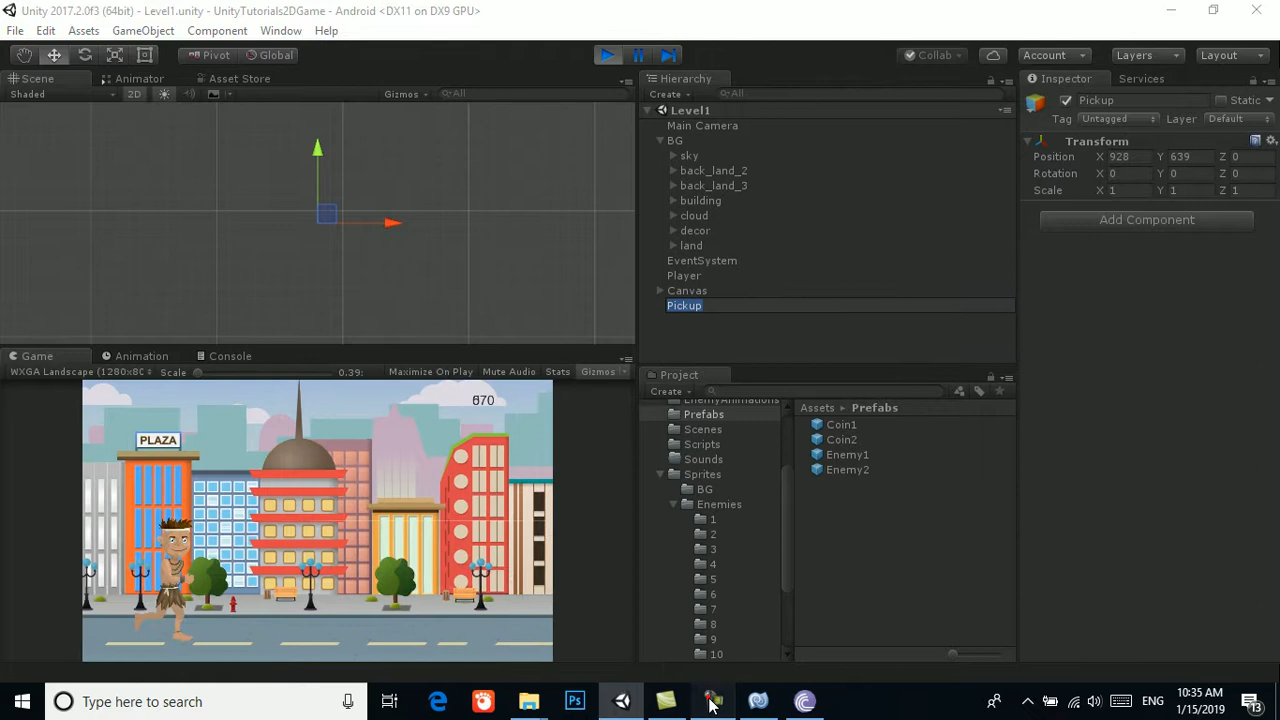 Unity 2017.2.0f3 (64bit) - Level1.unity - UnityTutorials2DGame - Android <DX11 on DX9 GPU>
File Edit Assets GameObject Component Window Help
Pivot Global Collab Account Layers Layout
Scene Animator Asset Store
Shaded 2D Gizmos All
Hierarchy
Create All
Level1
Main Camera
BG
sky
back_land_2
back_land_3
building
cloud
decor
land
EventSystem
Player
Canvas
Pickup
Inspector Services
Pickup Static
Tag Untagged Layer Default
Transform
Position X 928 Y 639 Z 0
Rotation X 0 Y 0 Z 0
Scale X 1 Y 1 Z 1
Add Component
Game Animation Console
WXGA Landscape (1280x80 Scale 0.39: Maximize On Play Mute Audio Stats Gizmos
PLAZA
Project
Create
EnemyAnimations
Prefabs
Scenes
Scripts
Sounds
Sprites
BG
Enemies
1
2
3
4
5
6
7
8
9
10
Assets Prefabs
Coin1
Coin2
Enemy1
Enemy2
Type here to search
Ps
ENG
10:35 AM
1/15/2019
13